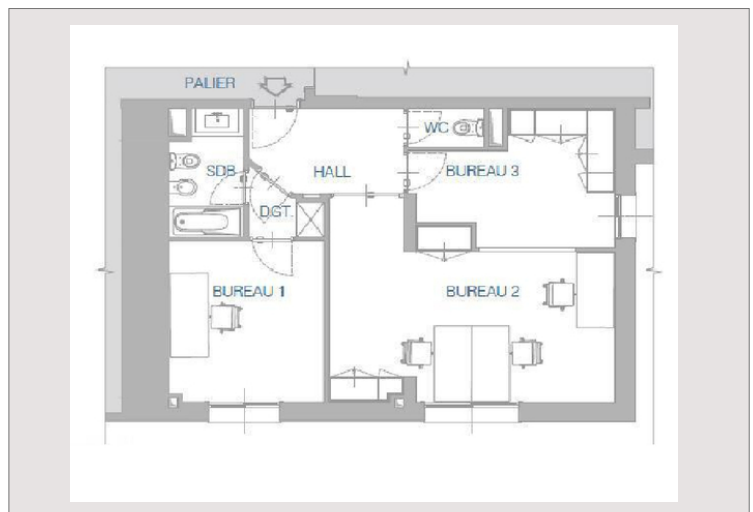 PALIER
WC
SDB
HALL
BUREAU 3
DGT.
BUREAU 1
BUREAU 2